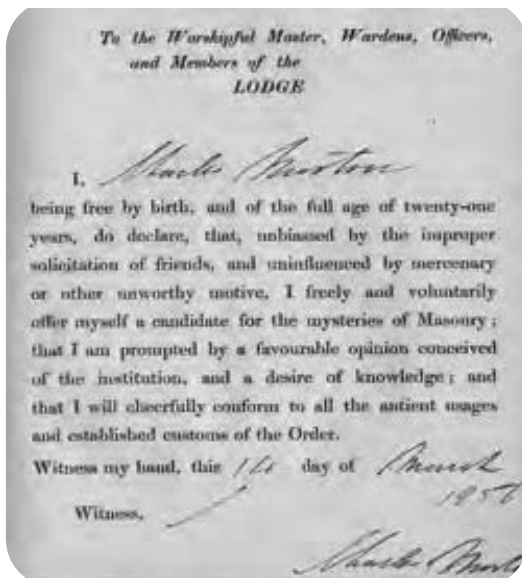 To the Worshipful Master, Wardens, Officers,
and Members of the
LODGE
I, Charles
being free by birth, and of the full age of twenty-one
years, do declare, that, unbiassed by the improper
solicitation of friends, and uninfluenced by mercenary
or other unworthy motive, I freely and voluntarily
offer myself a candidate for the mysteries of Masonry;
that I am prompted by a favourable opinion conceived
of the institution, and a desire of knowledge; and
that I will cheerfully conform to all the antient usages
and established customs of the Order.
Witness my hand, this day of March
Witness,
Charles